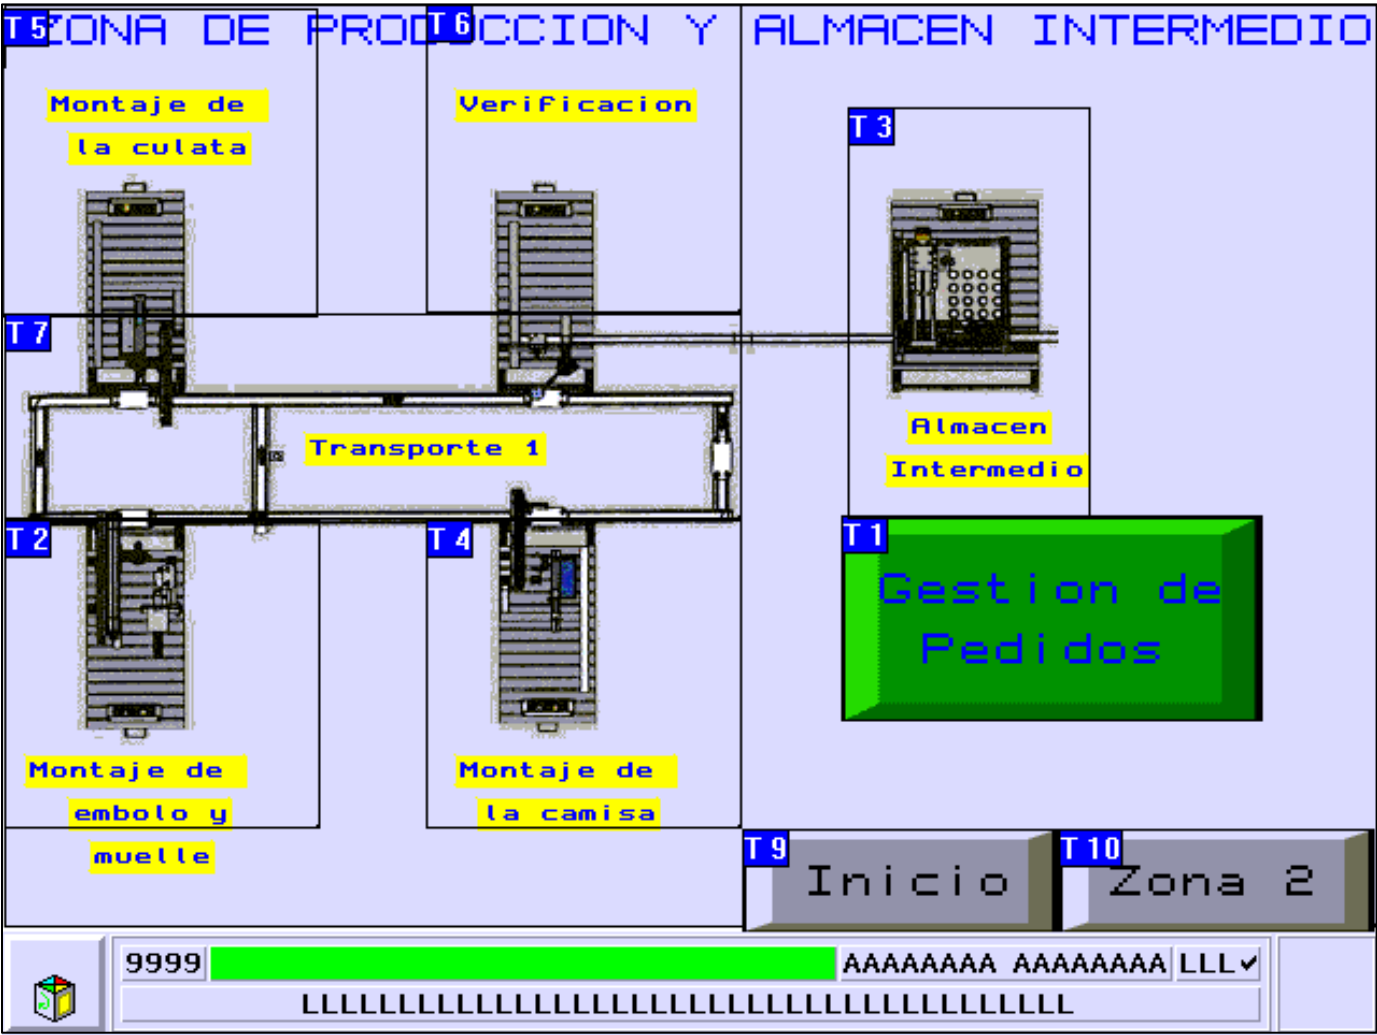 ZONA DE PRODUCCION Y ALMACEN INTERMEDIO
T 5
T 6
Montaje de
la culata
Verificacion
T 3
T 7
Transporte 1
Almacen
Intermedio
T 2
T 4
T 1
Gestion de
Pedidos
Montaje de
embolo y
muelle
Montaje de
la camisa
T 9
Inicio
T 10
Zona 2
9999
AAAAAAAA AAAAAAAA
LLL
LLLLLLLLLLLLLLLLLLLLLLLLLLLLLLLLLLLLLLLL